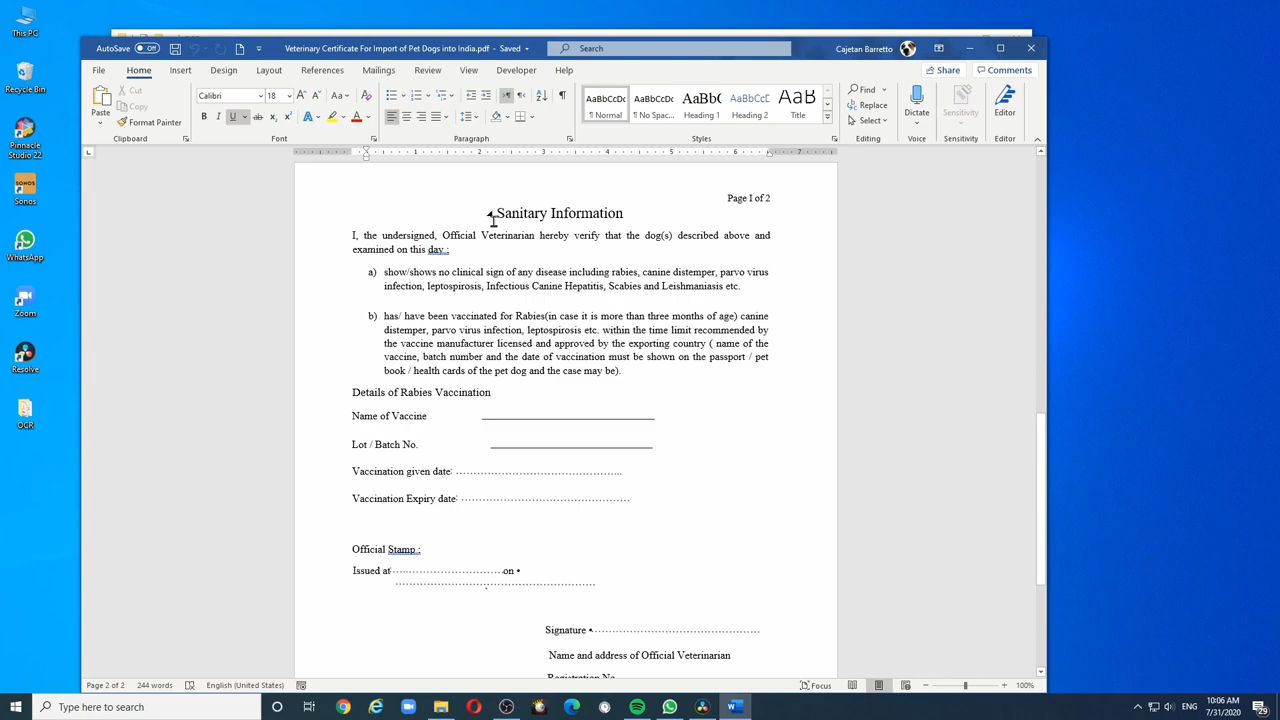 This PC
Recycle Bin
Pinnacle
Studio 22
SONOS
Sonos
WhatsApp
Zoom
Resolve
OCR
AutoSave Off
Veterinary Certificate For Import of Pet Dogs into India.pdf - Saved
Search
Cajetan Barretto
File Home Insert Draw Design Layout References Mailings Review View Developer Help
Share Comments
Paste
Cut
Copy
Format Painter
Clipboard
Calibri 18
Font
Paragraph
AaBbCcDc AaBbCcDc AaBbC AaBbCcE AaB
¶ Normal ¶ No Spac... Heading 1 Heading 2 Title
Styles
Find
Replace
Select
Editing
Dictate
Voice
Sensitivity
Sensitivity
Editor
Editor
1 2 3 4 5 6 7
Page I of 2
Sanitary Information
I, the undersigned, Official Veterinarian hereby verify that the dog(s) described above and
examined on this day :
a) show/shows no clinical sign of any disease including rabies, canine distemper, parvo virus
infection, leptospirosis, Infectious Canine Hepatitis, Scabies and Leishmaniasis etc.
b) has/ have been vaccinated for Rabies(in case it is more than three months of age) canine
distemper, parvo virus infection, leptospirosis etc. within the time limit recommended by
the vaccine manufacturer licensed and approved by the exporting country ( name of the
vaccine, batch number and the date of vaccination must be shown on the passport / pet
book / health cards of the pet dog and the case may be).
Details of Rabies Vaccination
Name of Vaccine
Lot / Batch No.
Vaccination given date:
Vaccination Expiry date:
Official Stamp :
Issued at on •
Signature •
Name and address of Official Veterinarian
Registration No
Page 2 of 2 244 words English (United States) Focus 100%
Type here to search
10:06 AM
7/31/2020
29